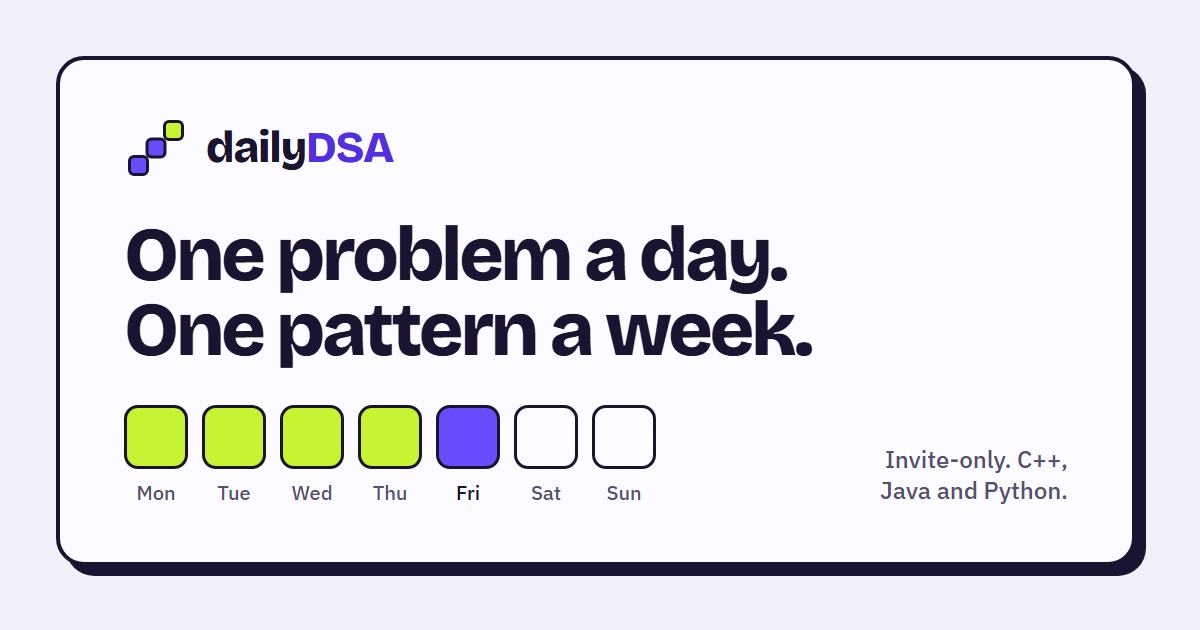 dailyDSA
One problem a day.
One pattern a week.
Mon Tue Wed Thu Fri Sat Sun
Invite-only. C++,
Java and Python.